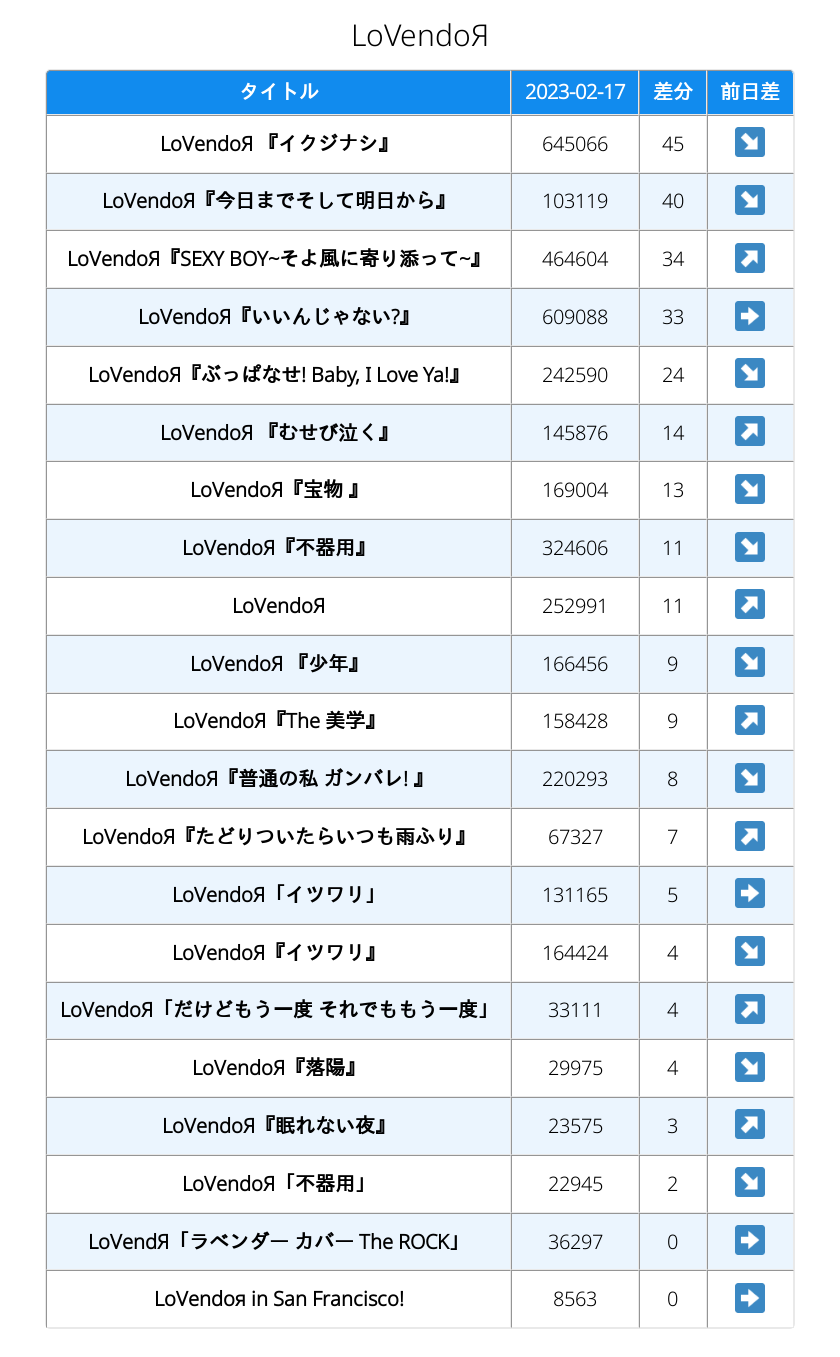 LoVendoЯ
タイトル 2023-02-17 差分 前日差
LoVendoЯ 『イクジナシ』 645066 45 ↘
LoVendoЯ『今日までそして明日から』 103119 40 ↘
LoVendoЯ『SEXY BOY~そよ風に寄り添って~』 464604 34 ↗
LoVendoЯ『いいんじゃない?』 609088 33 ➡
LoVendoЯ『ぶっぱなせ! Baby, I Love Ya!』 242590 24 ↘
LoVendoЯ 『むせび泣く』 145876 14 ↗
LoVendoЯ『宝物 』 169004 13 ↘
LoVendoЯ『不器用』 324606 11 ↘
LoVendoЯ 252991 11 ↗
LoVendoЯ 『少年』 166456 9 ↘
LoVendoЯ『The 美学』 158428 9 ↗
LoVendoЯ『普通の私 ガンバレ! 』 220293 8 ↘
LoVendoЯ『たどりついたらいつも雨ふり』 67327 7 ↗
LoVendoЯ「イツワリ」 131165 5 ➡
LoVendoЯ『イツワリ』 164424 4 ↘
LoVendoЯ「だけどもう一度 それでももう一度」 33111 4 ↗
LoVendoЯ『落陽』 29975 4 ↘
LoVendoЯ『眠れない夜』 23575 3 ↗
LoVendoЯ「不器用」 22945 2 ↘
LoVendЯ「ラベンダー カバー The ROCK」 36297 0 ➡
LoVendoя in San Francisco! 8563 0 ➡